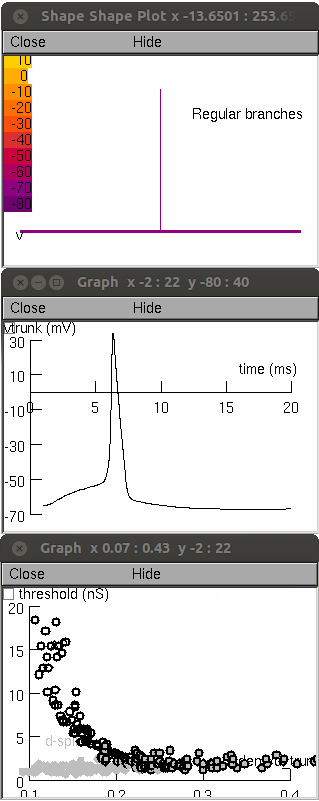 Shape Shape Plot x -13.6501 : 253.65
Close Hide
10
0
-10
-20
-30
-40
-50
-60
-70
-80
Regular branches
v
Graph x -2 : 22 y -80 : 40
Close Hide
vtrunk (mV)
30
10
time (ms)
0 5 10 15 20
-10
-30
-50
-70
Graph x 0.07 : 0.43 y -2 : 22
Close Hide
threshold (nS)
20
15
10
5
0
0.1 0.2 0.3 0.4